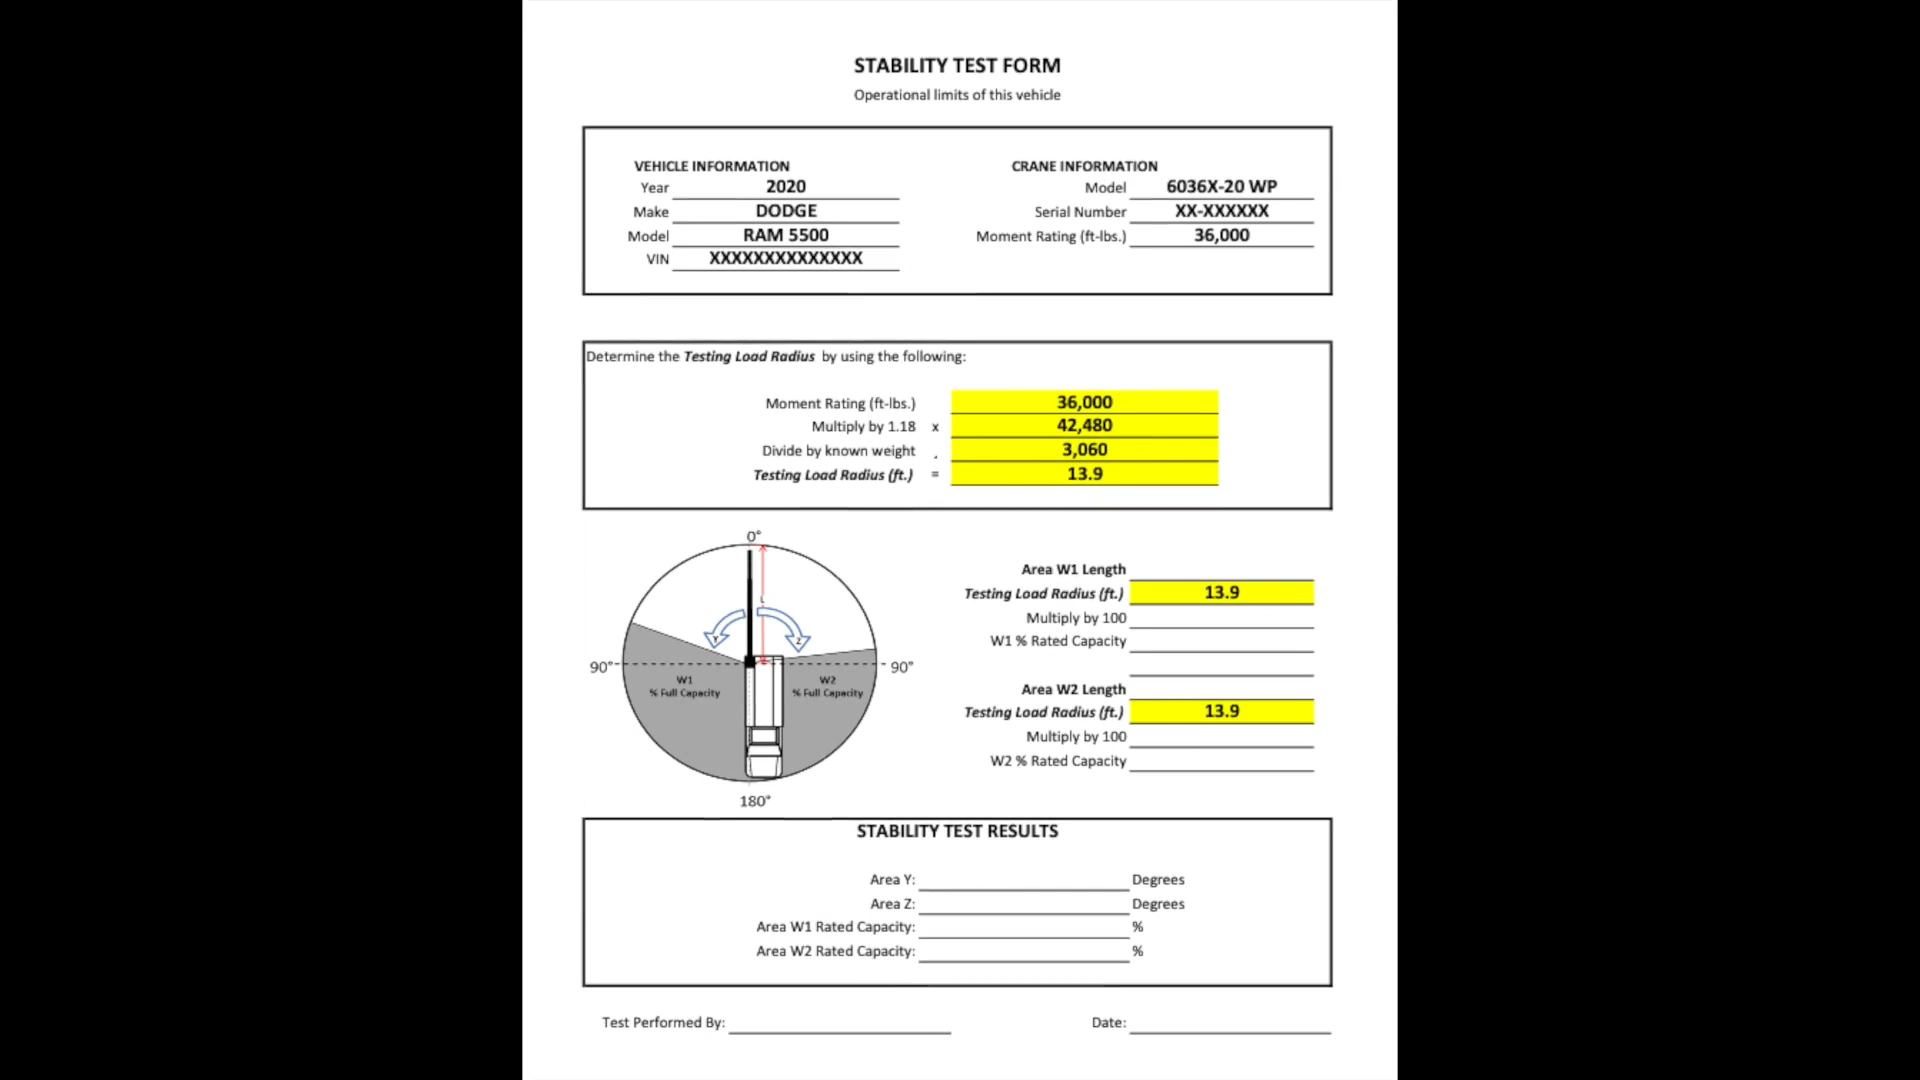 STABILITY TEST FORM
Operational limits of this vehicle
VEHICLE INFORMATION
Year 2020
Make DODGE
Model RAM 5500
VIN XXXXXXXXXXXXXX
CRANE INFORMATION
Model 6036X-20 WP
Serial Number XX-XXXXXX
Moment Rating (ft-lbs.) 36,000
Determine the Testing Load Radius by using the following:
Moment Rating (ft-lbs.) 36,000
Multiply by 1.18 x 42,480
Divide by known weight 3,060
Testing Load Radius (ft.) = 13.9
0°
L
Y
Z
90°
90°
W1
% Full Capacity
W2
% Full Capacity
180°
Area W1 Length
Testing Load Radius (ft.) 13.9
Multiply by 100
W1 % Rated Capacity
Area W2 Length
Testing Load Radius (ft.) 13.9
Multiply by 100
W2 % Rated Capacity
STABILITY TEST RESULTS
Area Y: Degrees
Area Z: Degrees
Area W1 Rated Capacity: %
Area W2 Rated Capacity: %
Test Performed By:
Date: